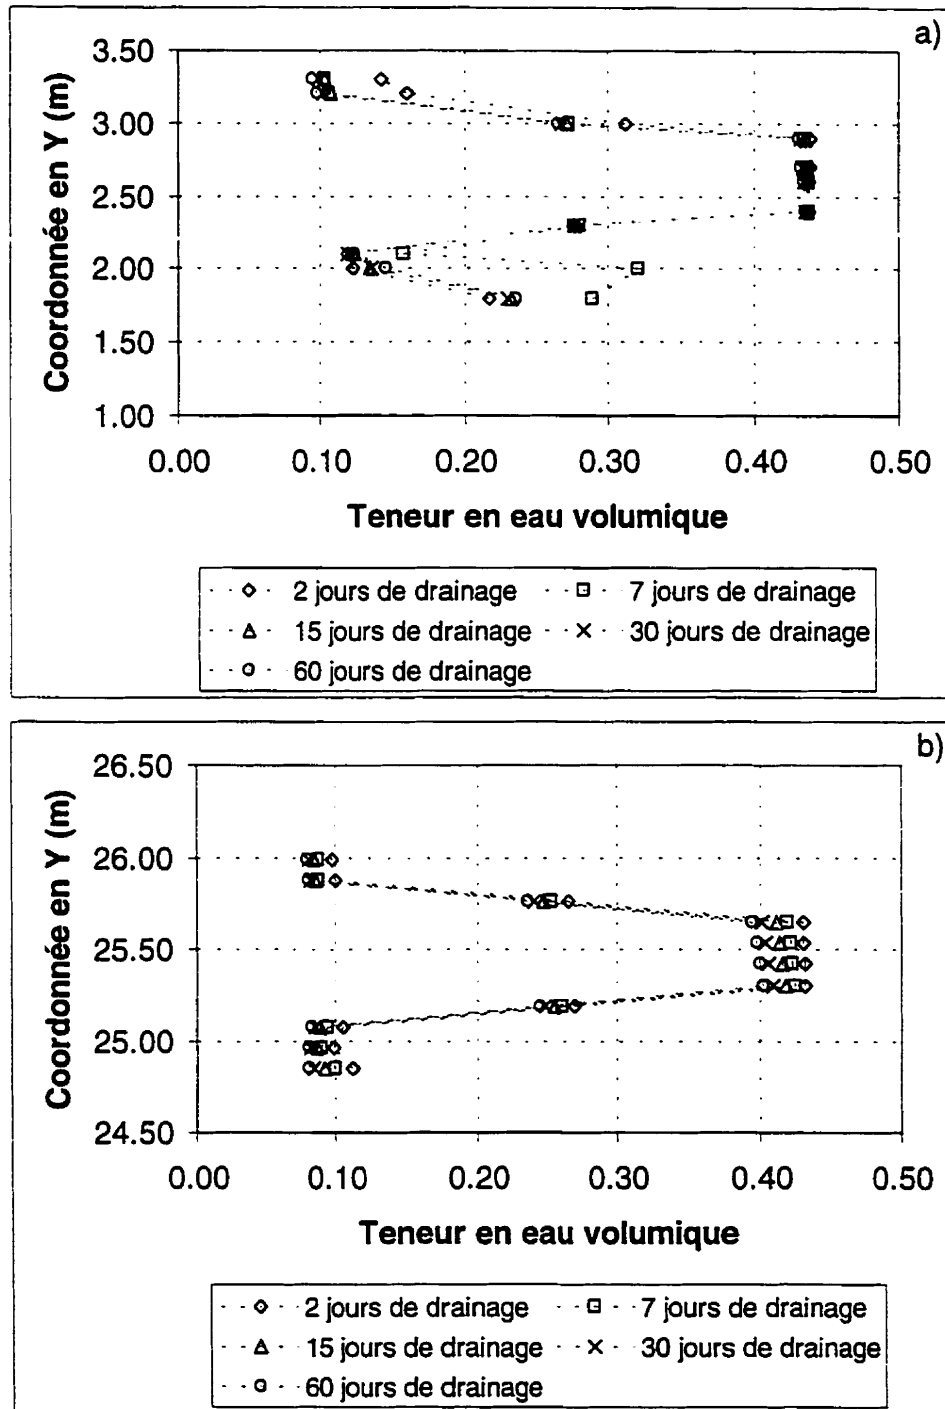 a)
3.50
3.00
2.50
2.00
1.50
1.00
Coordonnée en Y (m)
0.00 0.10 0.20 0.30 0.40 0.50
Teneur en eau volumique
2 jours de drainage 7 jours de drainage
15 jours de drainage 30 jours de drainage
60 jours de drainage
b)
26.50
26.00
25.50
25.00
24.50
Coordonnée en Y (m)
0.00 0.10 0.20 0.30 0.40 0.50
Teneur en eau volumique
2 jours de drainage 7 jours de drainage
15 jours de drainage 30 jours de drainage
60 jours de drainage